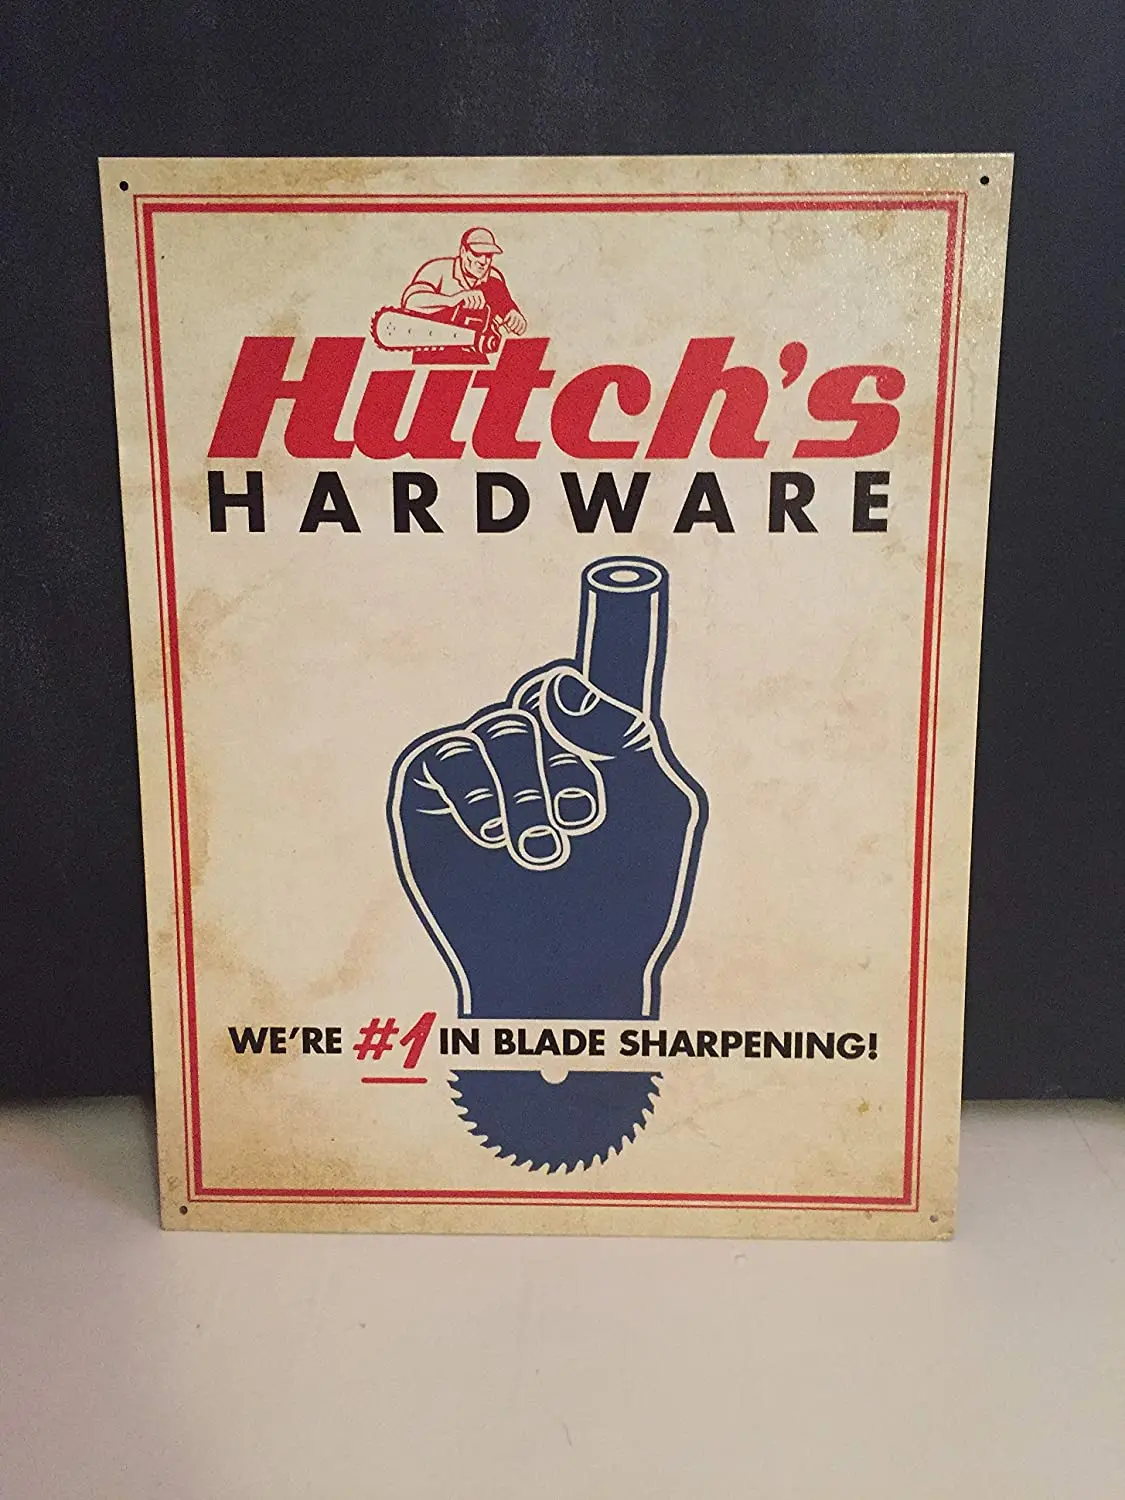 Hutch's
HARDWARE
WE'RE #1 IN BLADE SHARPENING!